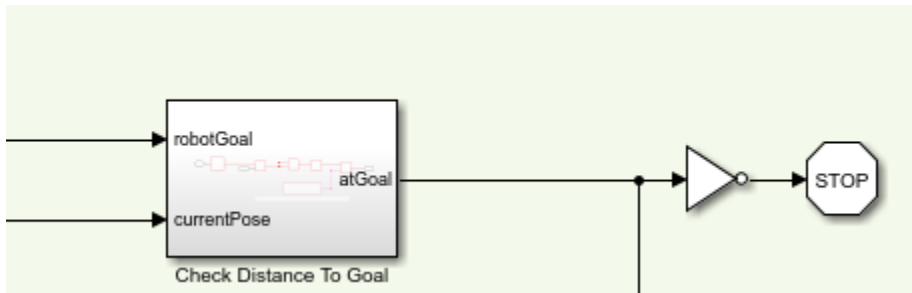 robotGoal
atGoal
STOP
currentPose
Check Distance To Goal